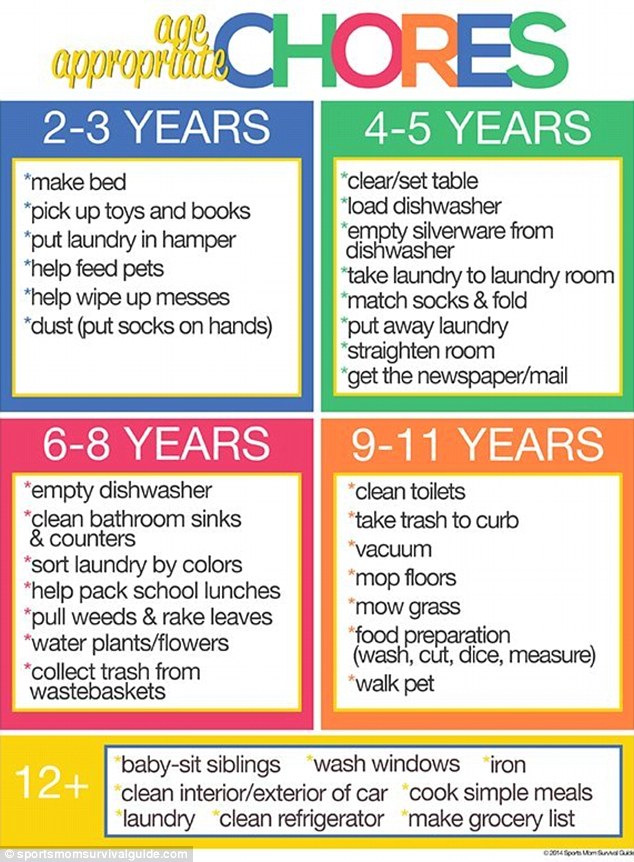 age
appropriate CHORES
2-3 YEARS
*make bed
*pick up toys and books
*put laundry in hamper
*help feed pets
*help wipe up messes
*dust (put socks on hands)
4-5 YEARS
*clear/set table
*load dishwasher
*empty silverware from
dishwasher
*take laundry to laundry room
*match socks & fold
*put away laundry
*straighten room
*get the newspaper/mail
6-8 YEARS
*empty dishwasher
*clean bathroom sinks
& counters
*sort laundry by colors
*help pack school lunches
*pull weeds & rake leaves
*water plants/flowers
*collect trash from
wastebaskets
9-11 YEARS
*clean toilets
*take trash to curb
*vacuum
*mop floors
*mow grass
*food preparation
(wash, cut, dice, measure)
*walk pet
12+
*baby-sit siblings *wash windows *iron
*clean interior/exterior of car *cook simple meals
*laundry *clean refrigerator *make grocery list
©2014 Sports Mom Survival Guide
© sportsmomsurvivalguide.com